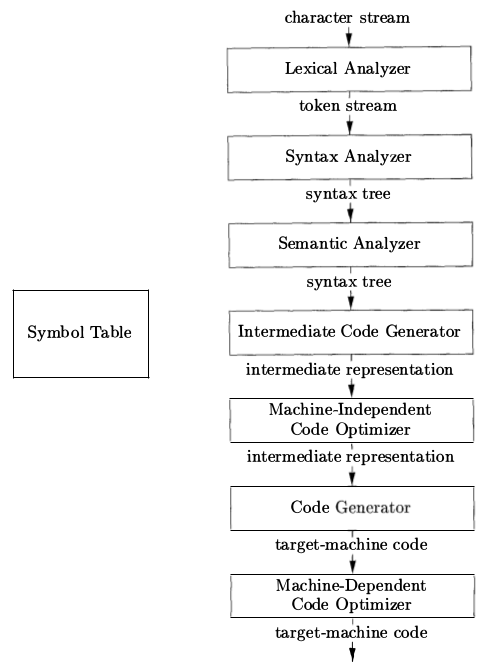 character stream
Lexical Analyzer
token stream
Syntax Analyzer
syntax tree
Semantic Analyzer
syntax tree
Symbol Table
Intermediate Code Generator
intermediate representation
Machine-Independent
Code Optimizer
intermediate representation
Code Generator
target-machine code
Machine-Dependent
Code Optimizer
target-machine code